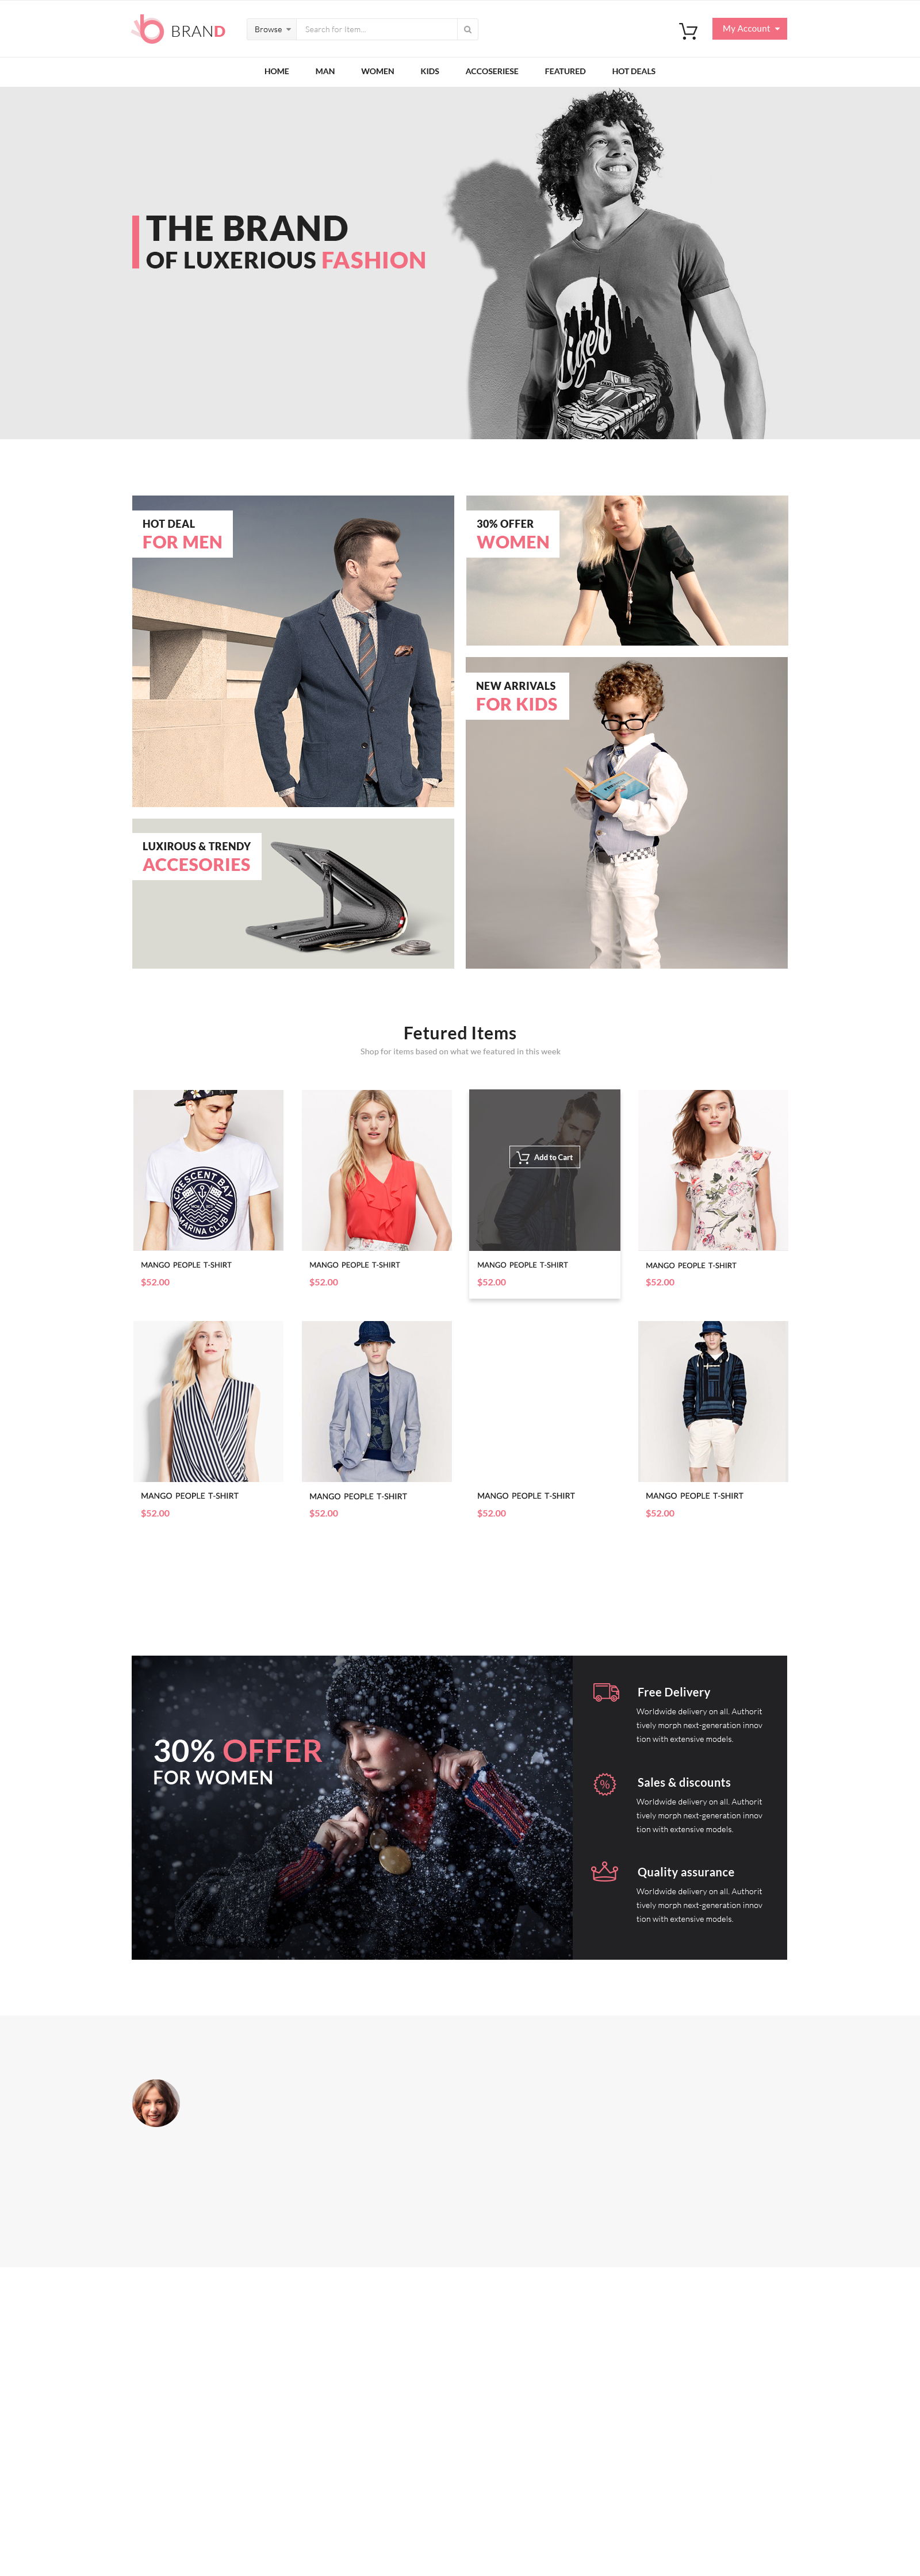 BRAND
Browse
Search for Item...
My Account
HOME MAN WOMEN KIDS ACCOSERIESE FEATURED HOT DEALS
THE BRAND
OF LUXERIOUS FASHION
Liger
HOT DEAL
FOR MEN
30% OFFER
WOMEN
NEW ARRIVALS
FOR KIDS
LUXIROUS & TRENDY
ACCESORIES
Fetured Items
Shop for items based on what we featured in this week
CRESCENT BAY
MARINA CLUB
Add to Cart
MANGO PEOPLE T-SHIRT
$52.00
MANGO PEOPLE T-SHIRT
$52.00
MANGO PEOPLE T-SHIRT
$52.00
MANGO PEOPLE T-SHIRT
$52.00
MANGO PEOPLE T-SHIRT
$52.00
MANGO PEOPLE T-SHIRT
$52.00
MANGO PEOPLE T-SHIRT
$52.00
MANGO PEOPLE T-SHIRT
$52.00
30% OFFER
FOR WOMEN
Free Delivery
Worldwide delivery on all. Authorit
tively morph next-generation innov
tion with extensive models.
%
Sales & discounts
Worldwide delivery on all. Authorit
tively morph next-generation innov
tion with extensive models.
Quality assurance
Worldwide delivery on all. Authorit
tively morph next-generation innov
tion with extensive models.